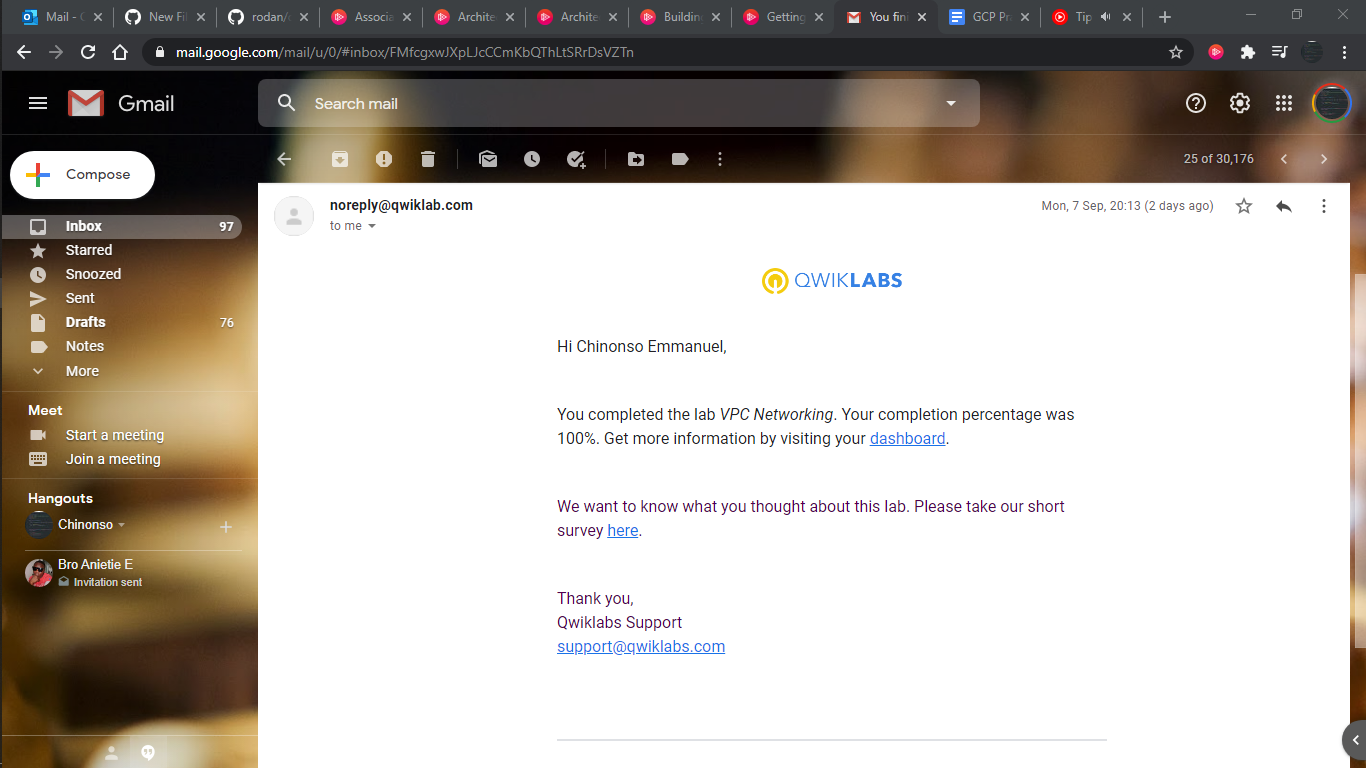 Mail - C
New Fil
rodan/
Associa
Archite
Archite
Building
Getting
You fini
GCP Pr
Tip
mail.google.com/mail/u/0/#inbox/FMfcgxwJXpLJcCCmKbQThLtSRrDsVZTn
Gmail
Search mail
Compose
25 of 30,176
Inbox 97
Starred
Snoozed
Sent
Drafts 76
Notes
More
Meet
Start a meeting
Join a meeting
Hangouts
Chinonso
Bro Anietie E
Invitation sent
noreply@qwiklab.com
Mon, 7 Sep, 20:13 (2 days ago)
to me
QWIKLABS
Hi Chinonso Emmanuel,
You completed the lab VPC Networking. Your completion percentage was
100%. Get more information by visiting your dashboard.
We want to know what you thought about this lab. Please take our short
survey here.
Thank you,
Qwiklabs Support
support@qwiklabs.com